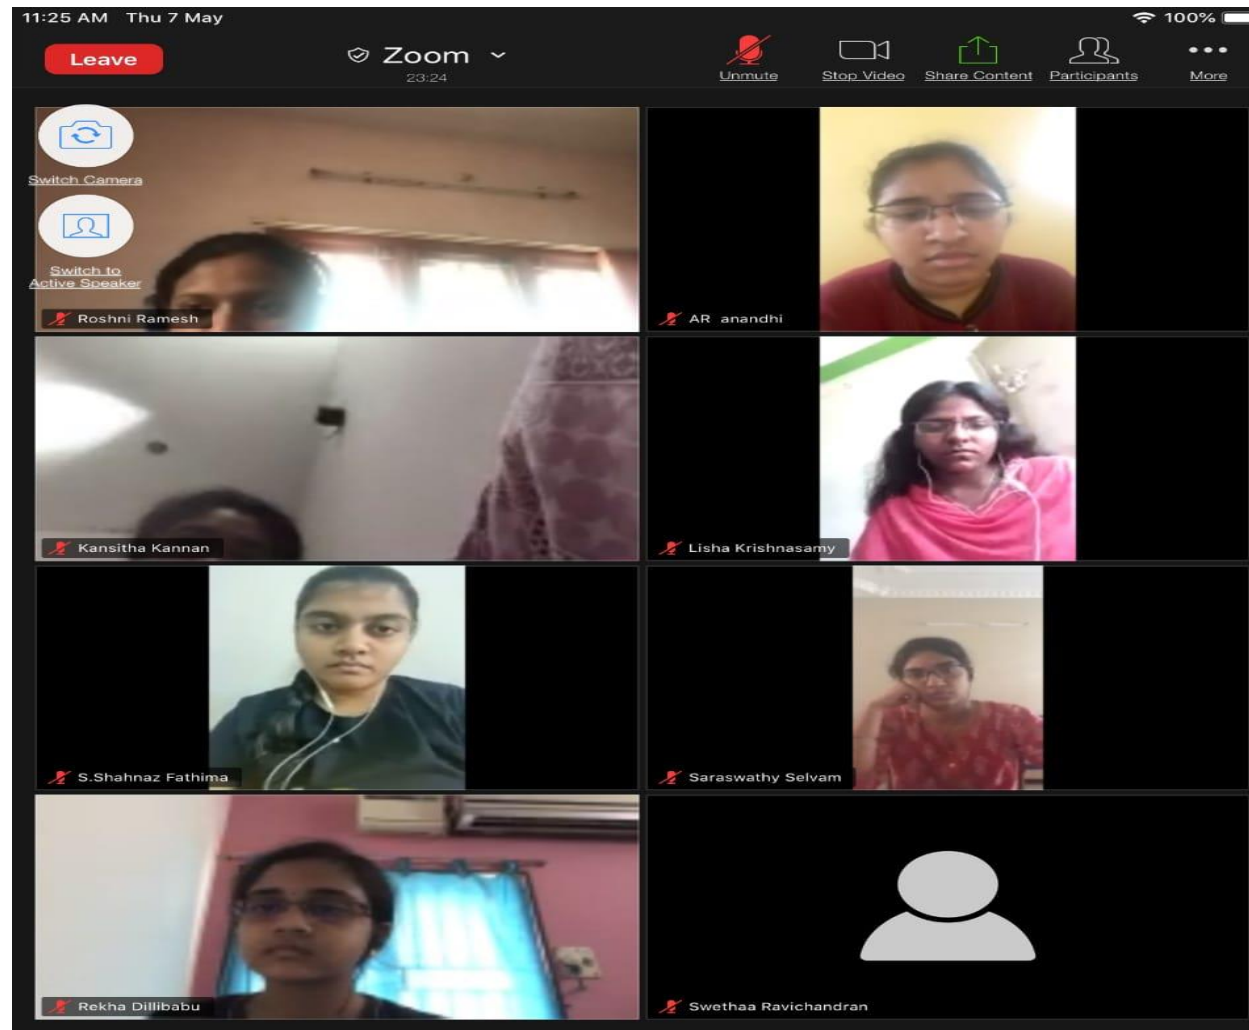 11:25 AM Thu 7 May
100%
Leave
Zoom
23:24
Unmute
Stop Video
Share Content
Participants
More
Switch Camera
Switch to
Active Speaker
Roshni Ramesh
AR anandhi
Kansitha Kannan
Lisha Krishnasamy
S.Shahnaz Fathima
Saraswathy Selvam
Rekha Dillibabu
Swethaa Ravichandran